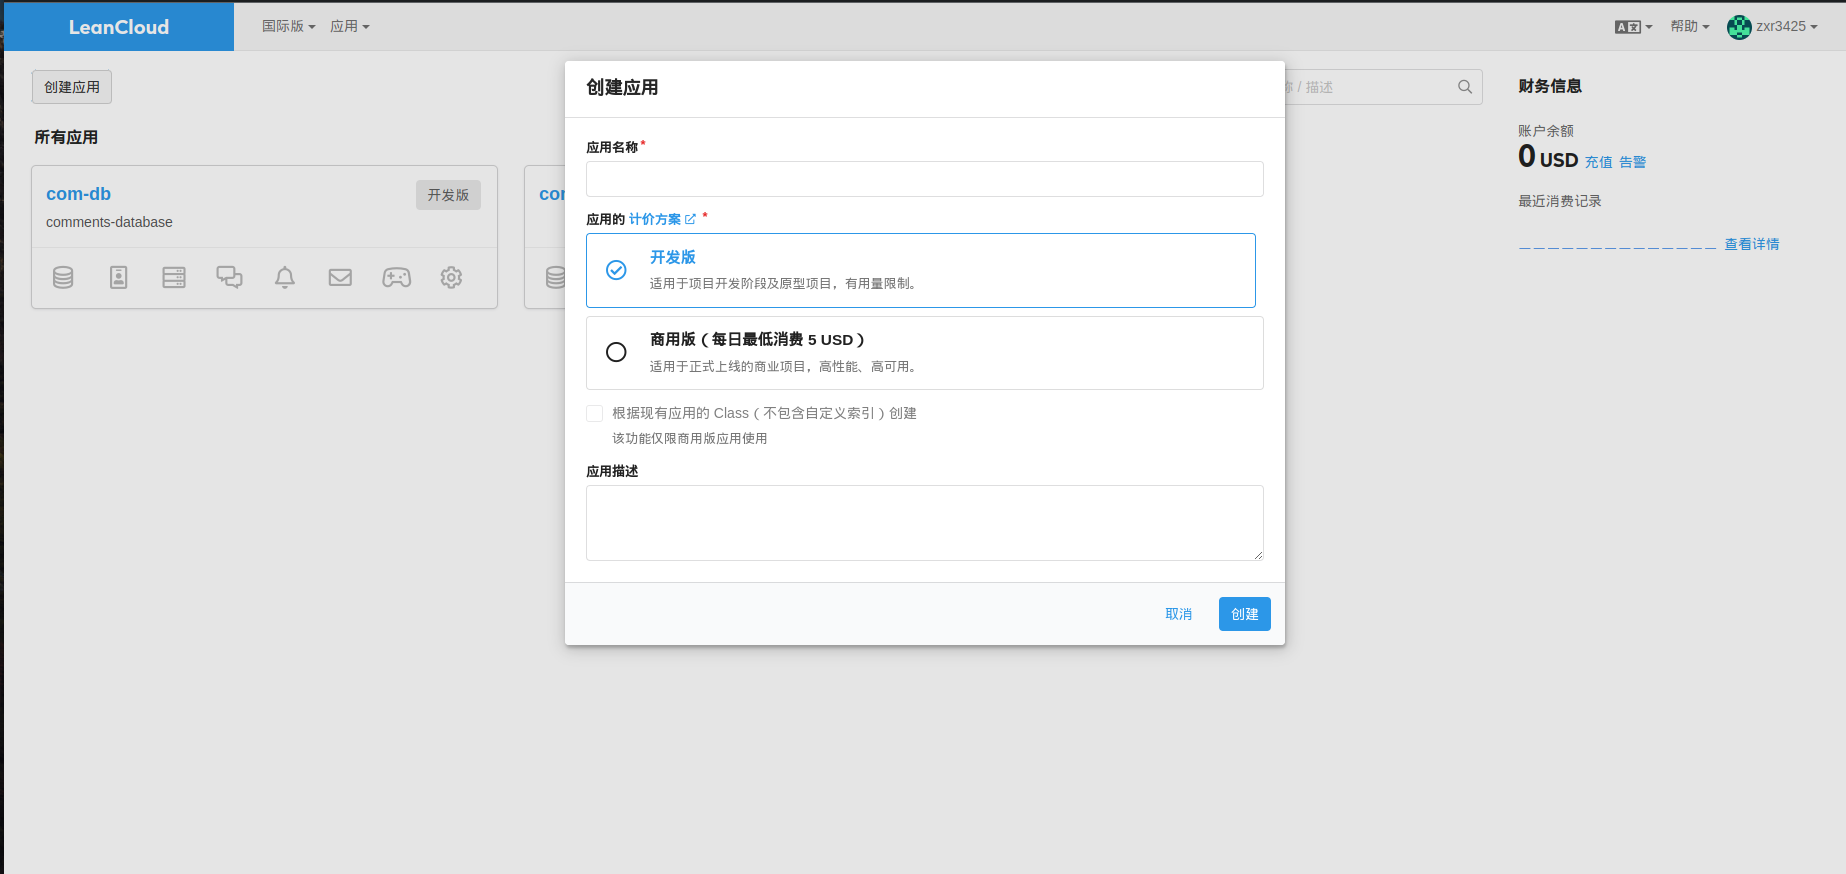 LeanCloud
国际版
应用
帮助
zxr3425
创建应用
/ 描述
所有应用
com-db
开发版
comments-database
创建应用
应用名称*
应用的 计价方案 *
开发版
适用于项目开发阶段及原型项目，有用量限制。
商用版（每日最低消费 5 USD）
适用于正式上线的商业项目，高性能、高可用。
根据现有应用的 Class（不包含自定义索引）创建
该功能仅限商用版应用使用
应用描述
取消
创建
财务信息
账户余额
0 USD 充值 告警
最近消费记录
查看详情